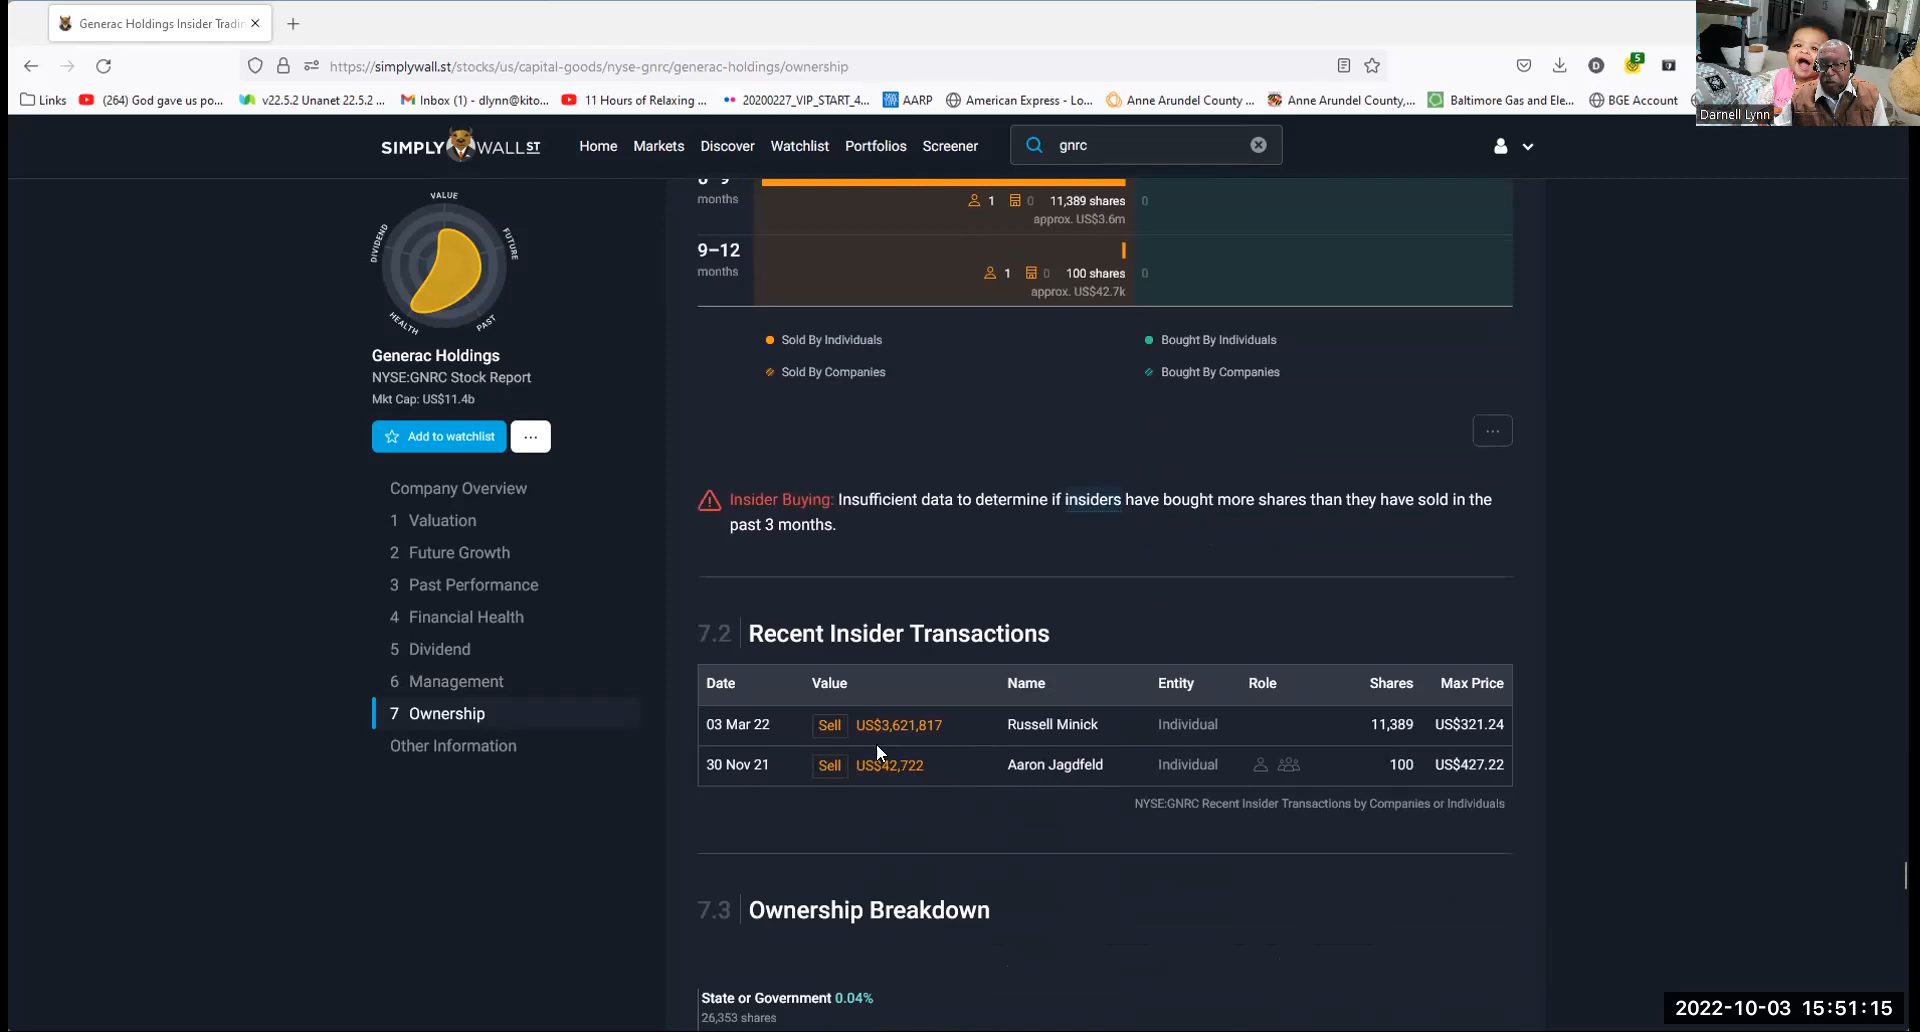 Generac Holdings Insider Tradin
https://simplywall.st/stocks/us/capital-goods/nyse-gnrc/generac-holdings/ownership
5
Links
(264) God gave us po...
v22.5.2 Unanet 22.5.2 ...
Inbox (1) - dlynn@kito...
11 Hours of Relaxing ...
20200227_VIP_START_4...
AARP
American Express - Lo...
Anne Arundel County ...
Anne Arundel County,...
Baltimore Gas and Ele...
BGE Account
Darnell Lynn
SIMPLY WALL ST
Home
Markets
Discover
Watchlist
Portfolios
Screener
gnrc
VALUE
FUTURE
PAST
HEALTH
DIVIDEND
Generac Holdings
NYSE:GNRC Stock Report
Mkt Cap: US$11.4b
Add to watchlist
...
Company Overview
1 Valuation
2 Future Growth
3 Past Performance
4 Financial Health
5 Dividend
6 Management
7 Ownership
Other Information
months
1 0 11,389 shares 0
approx. US$3.6m
9–12
months
1 0 100 shares 0
approx. US$42.7k
Sold By Individuals
Bought By Individuals
Sold By Companies
Bought By Companies
...
Insider Buying: Insufficient data to determine if insiders have bought more shares than they have sold in the
past 3 months.
7.2 Recent Insider Transactions
Date Value Name Entity Role Shares Max Price
03 Mar 22 Sell US$3,621,817 Russell Minick Individual 11,389 US$321.24
30 Nov 21 Sell US$42,722 Aaron Jagdfeld Individual 100 US$427.22
NYSE:GNRC Recent Insider Transactions by Companies or Individuals
7.3 Ownership Breakdown
State or Government 0.04%
26,353 shares
2022-10-03 15:51:15